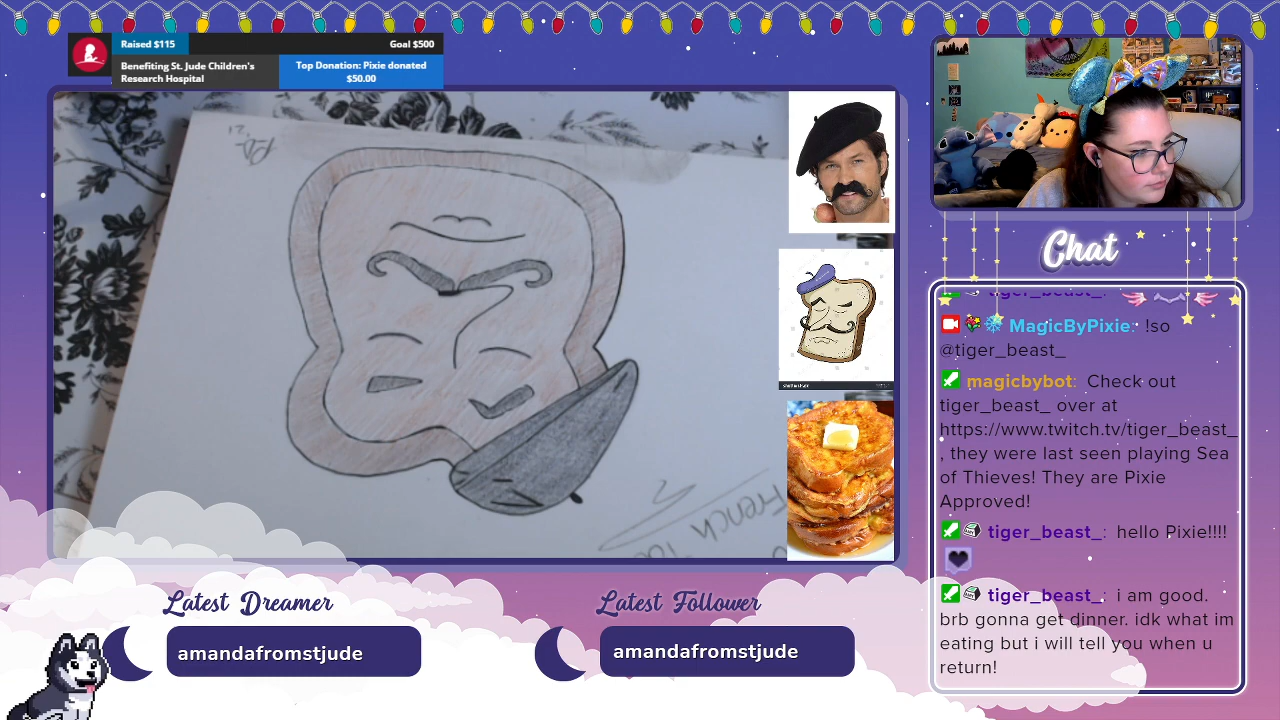 Raised $115
Goal $500
Benefiting St. Jude Children's
Research Hospital
Top Donation: Pixie donated
$50.00
Chat
tiger_beast_:
MagicByPixie: !so
@tiger_beast_
magicbybot: Check out
tiger_beast_ over at
https://www.twitch.tv/tiger_beast_
, they were last seen playing Sea
of Thieves! They are Pixie
Approved!
tiger_beast_: hello Pixie!!!!
tiger_beast_: i am good.
brb gonna get dinner. idk what im
eating but i will tell you when u
return!
French
Latest Dreamer
amandafromstjude
Latest Follower
amandafromstjude